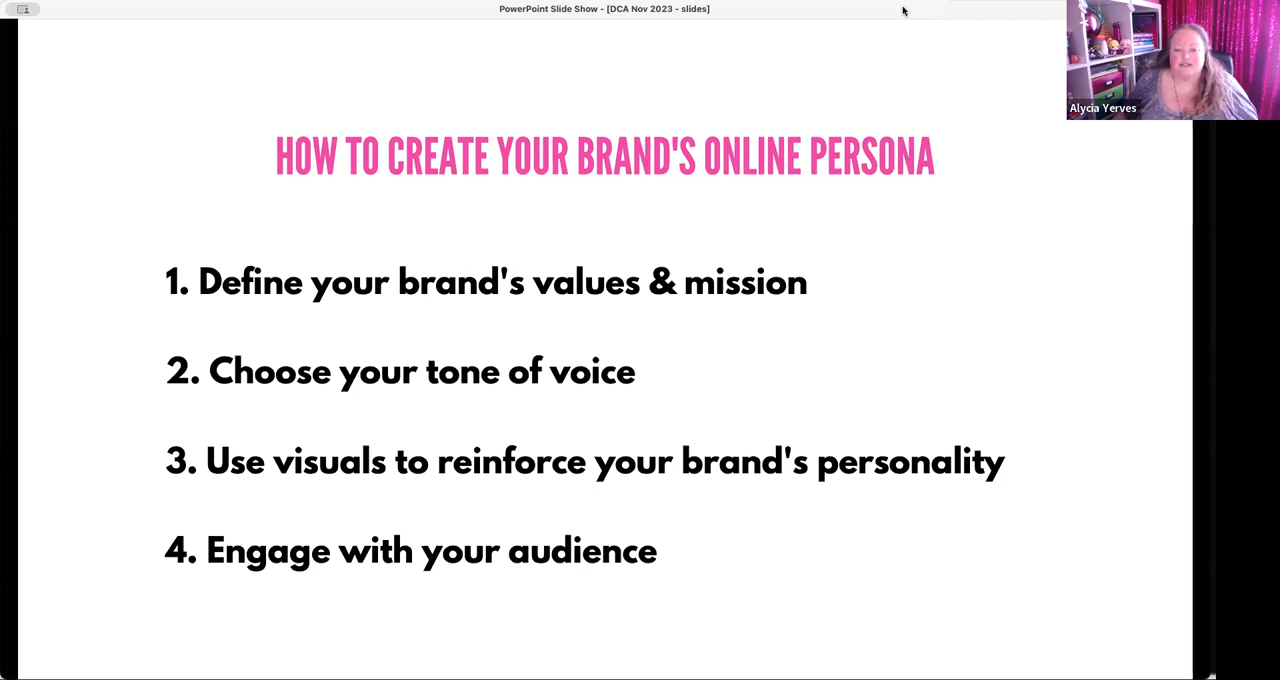 PowerPoint Slide Show - [DCA Nov 2023 - slides]
Alycia Yerves
HOW TO CREATE YOUR BRAND'S ONLINE PERSONA
1. Define your brand's values & mission
2. Choose your tone of voice
3. Use visuals to reinforce your brand's personality
4. Engage with your audience